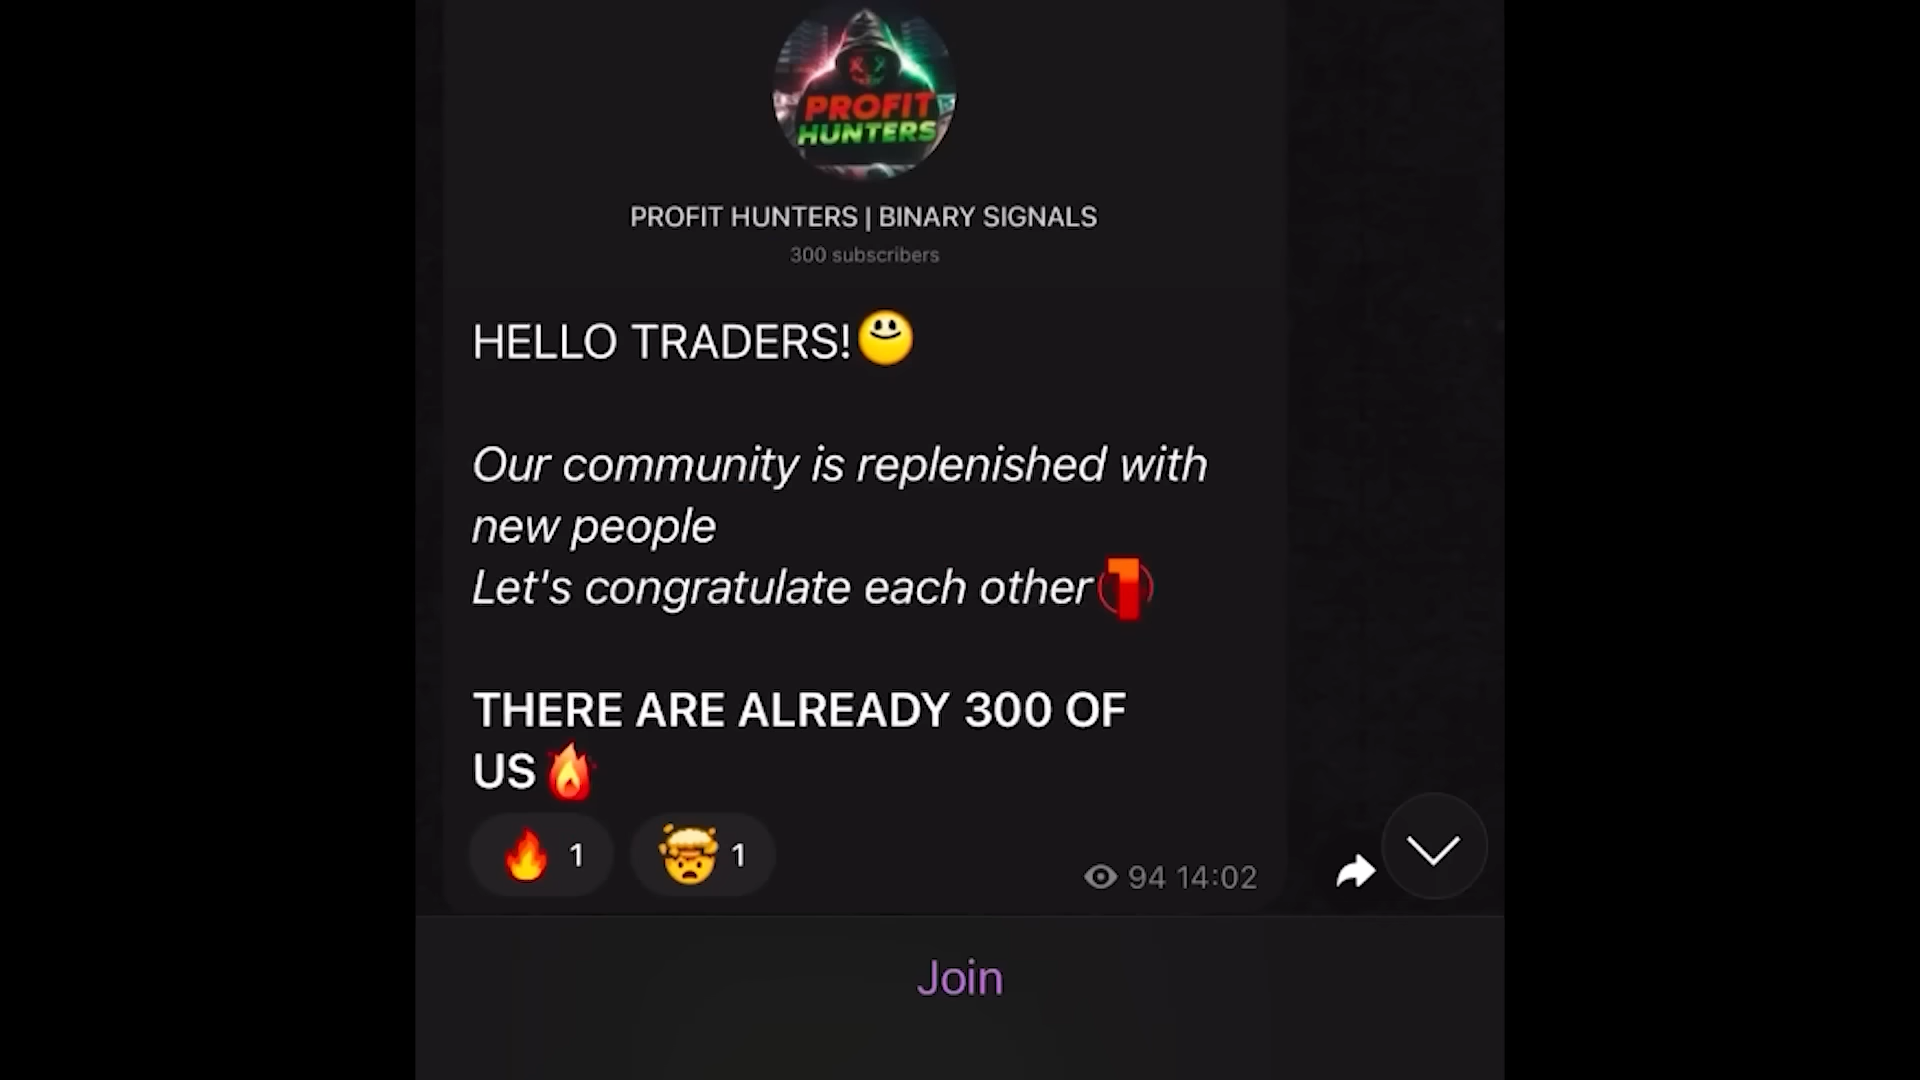 PROFIT
HUNTERS
PROFIT HUNTERS | BINARY SIGNALS
300 subscribers
HELLO TRADERS!😃
Our community is replenished with
new people
Let's congratulate each other
THERE ARE ALREADY 300 OF
US🔥
🔥 1 🤯 1
94 14:02
Join